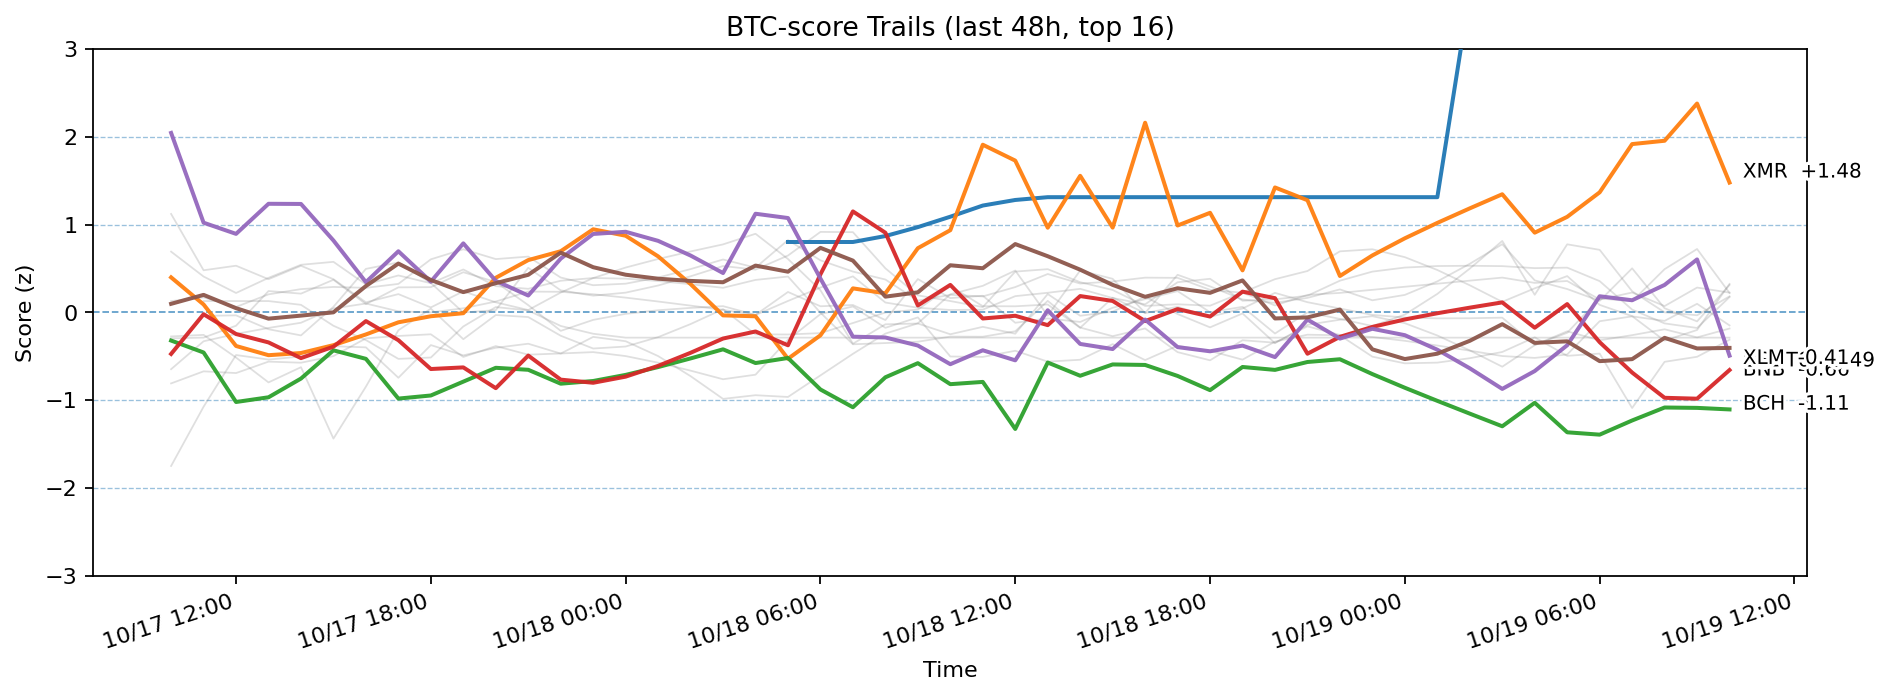 BTC-score Trails (last 48h, top 16)
Score (z)
3
2
1
0
−1
−2
−3
XMR +1.48
XLM -0.41
BCH -1.11
10/17 12:00
10/17 18:00
10/18 00:00
10/18 06:00
10/18 12:00
10/18 18:00
10/19 00:00
10/19 06:00
10/19 12:00
Time